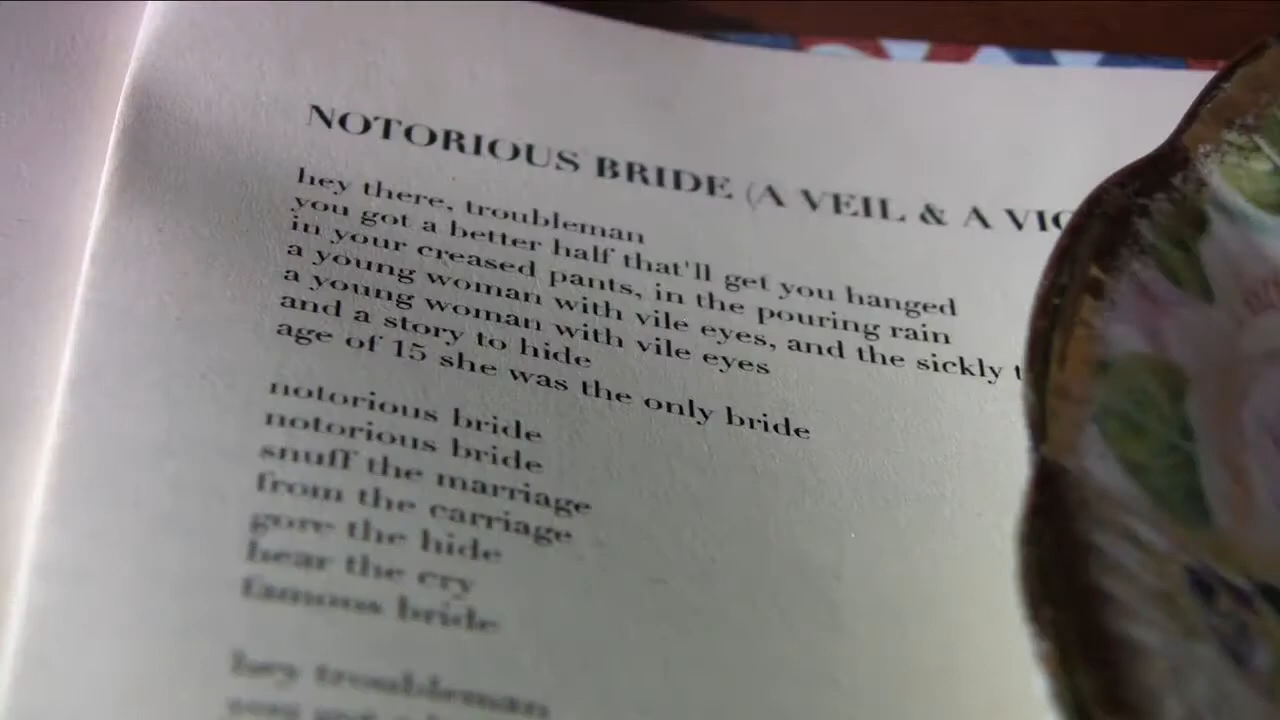 NOTORIOUS BRIDE (A VEIL & A
hey there, troubleman
you got a better half that'll get you hanged
in your creased pants, in the pouring rain
a young woman with vile eyes, and the sickly
a young woman with vile eyes
and a story to hide
age of 15 she was the only bride
notorious bride
notorious bride
snuff the marriage
from the carriage
gore the hide
hear the cry
famous bride
hey troubleman